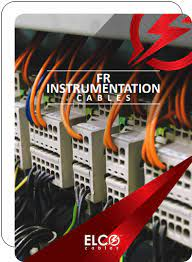 FR
INSTRUMENTATION
CABLES
ELCO
cables